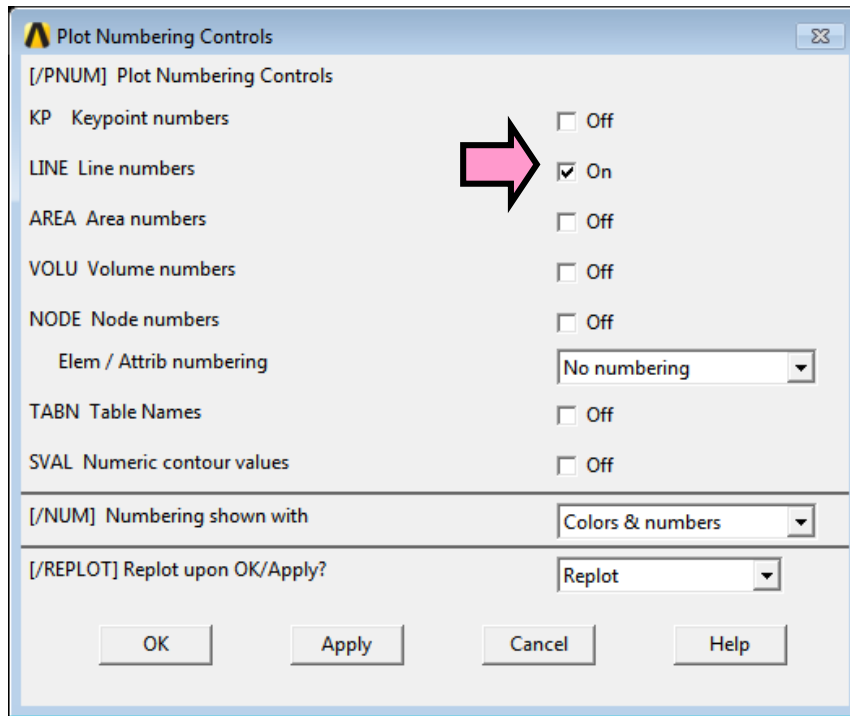 Plot Numbering Controls
[/PNUM] Plot Numbering Controls
KP Keypoint numbers Off
LINE Line numbers On
AREA Area numbers Off
VOLU Volume numbers Off
NODE Node numbers Off
Elem / Attrib numbering No numbering
TABN Table Names Off
SVAL Numeric contour values Off
[/NUM] Numbering shown with Colors & numbers
[/REPLOT] Replot upon OK/Apply? Replot
OK Apply Cancel Help